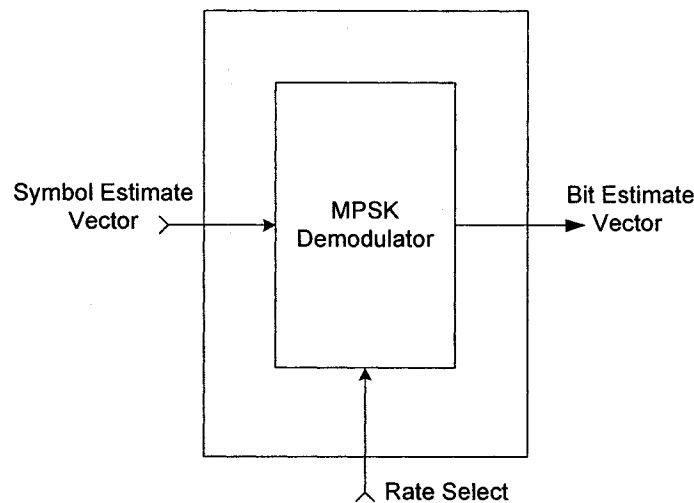 Symbol Estimate
Vector
MPSK
Demodulator
Bit Estimate
Vector
Rate Select